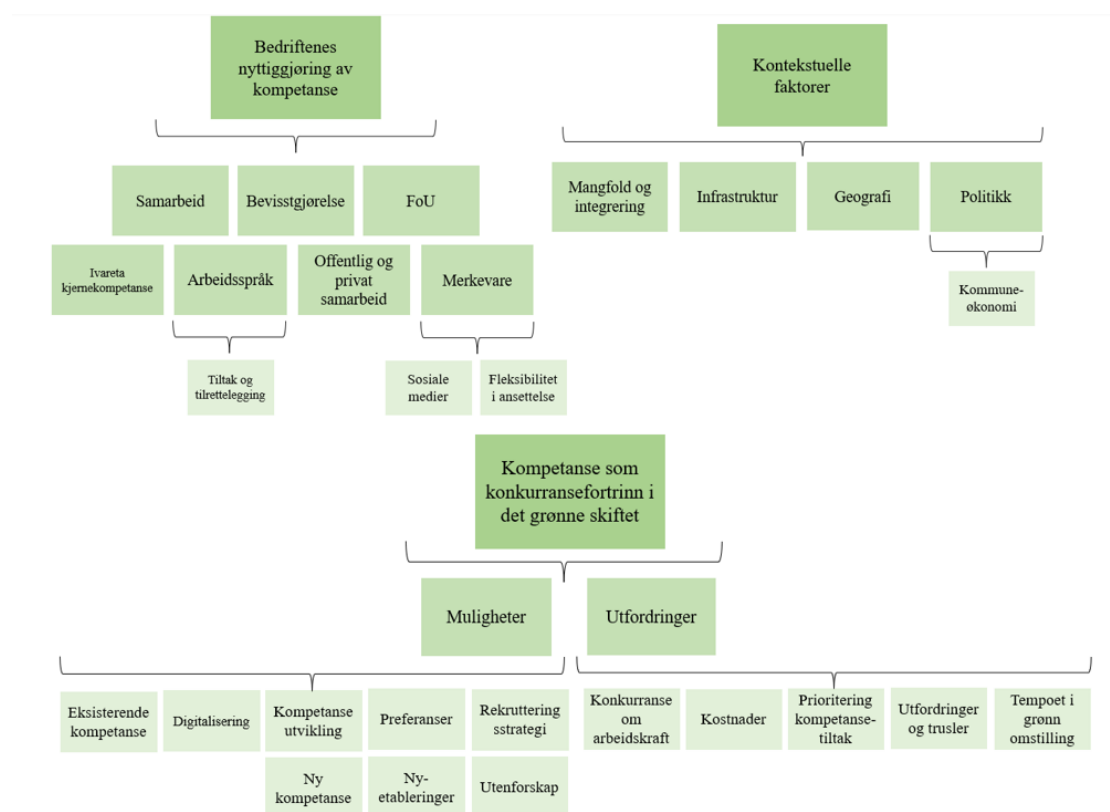 Bedriftenes
nyttiggjøring av
kompetanse
Samarbeid
Bevisstgjørelse
FoU
Ivareta
kjernekompetanse
Arbeidsspråk
Offentlig og
privat
samarbeid
Merkevare
Tiltak og
tilrettelegging
Sosiale
medier
Fleksibilitet
i ansettelse
Kontekstuelle
faktorer
Mangfold og
integrering
Infrastruktur
Geografi
Politikk
Kommune-
økonomi
Kompetanse som
konkurransefortrinn i
det grønne skiftet
Muligheter
Utfordringer
Eksisterende
kompetanse
Digitalisering
Kompetanse
utvikling
Preferanser
Rekruttering
sstrategi
Ny
kompetanse
Ny-
etableringer
Utenforskap
Konkurranse
om
arbeidskraft
Kostnader
Prioritering
kompetanse-
tiltak
Utfordringer
og trusler
Tempoet i
grønn
omstilling